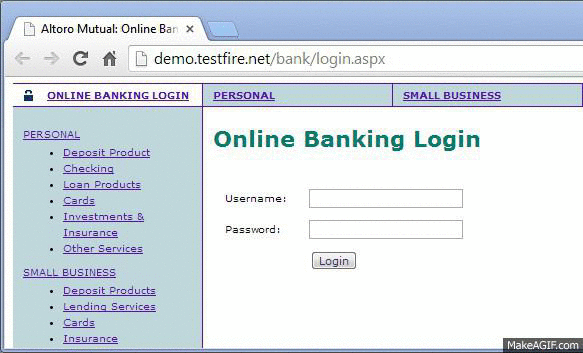 Altoro Mutual: Online Ban
demo.testfire.net/bank/login.aspx
ONLINE BANKING LOGIN PERSONAL SMALL BUSINESS
PERSONAL
Deposit Product
Checking
Loan Products
Cards
Investments &
Insurance
Other Services
SMALL BUSINESS
Deposit Products
Lending Services
Cards
Insurance
Online Banking Login
Username:
Password:
Login
MakeAGIF.com